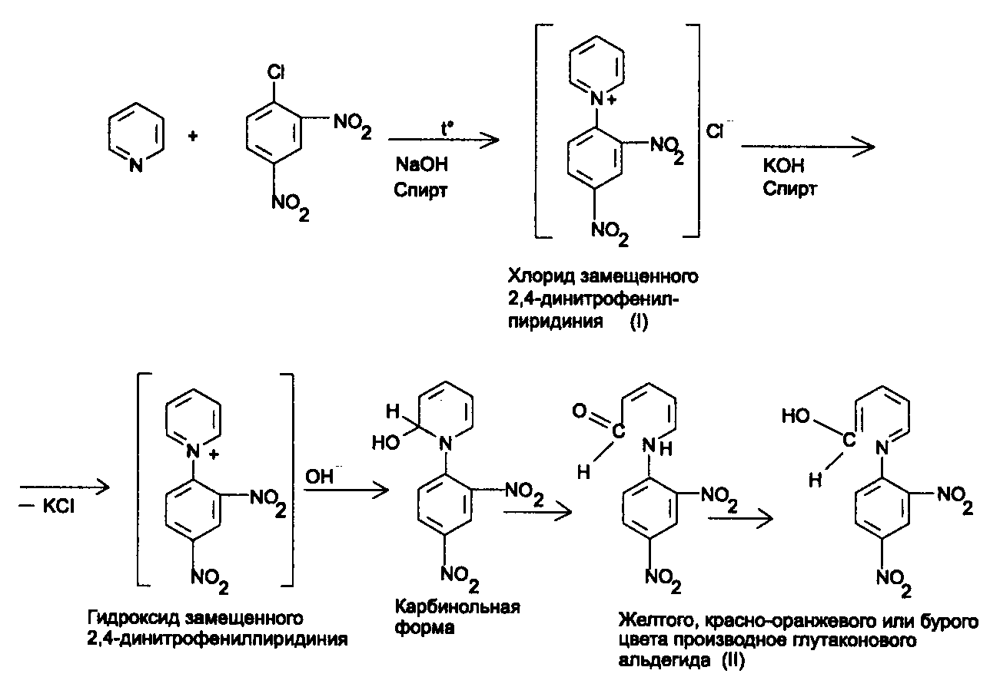 Cl
NO2
N
+
NO2
t°
NaOH
Спирт
N+
NO2
NO2
Cl-
KOH
Спирт
Хлорид замещенного
2,4-динитрофенил-
пиридиния (I)
— KCl
N+
NO2
NO2
OH-
H
HO
N
NO2
NO2
O
C
H
N
H
NO2
NO2
HO
C
H
N
NO2
NO2
Гидроксид замещенного
2,4-динитрофенилпиридиния
Карбинольная
форма
Желтого, красно-оранжевого или бурого
цвета производное глутаконового
альдегида (II)